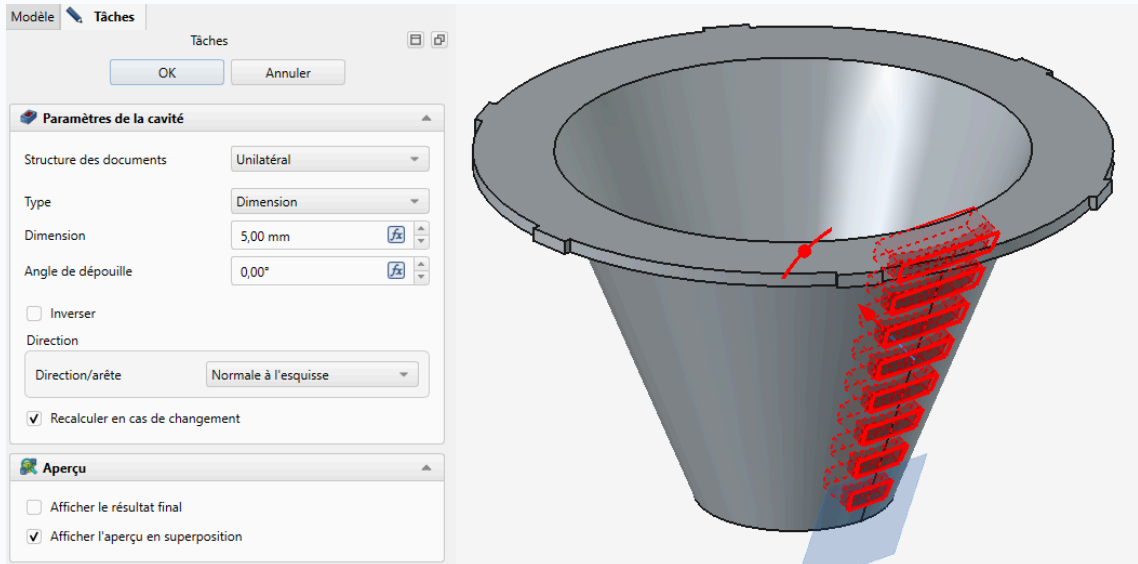 Modèle Tâches
Tâches
OK Annuler
Paramètres de la cavité
Structure des documents Unilatéral
Type Dimension
Dimension 5,00 mm fx
Angle de dépouille 0,00° fx
Inverser
Direction
Direction/arête Normale à l'esquisse
Recalculer en cas de changement
Aperçu
Afficher le résultat final
Afficher l'aperçu en superposition